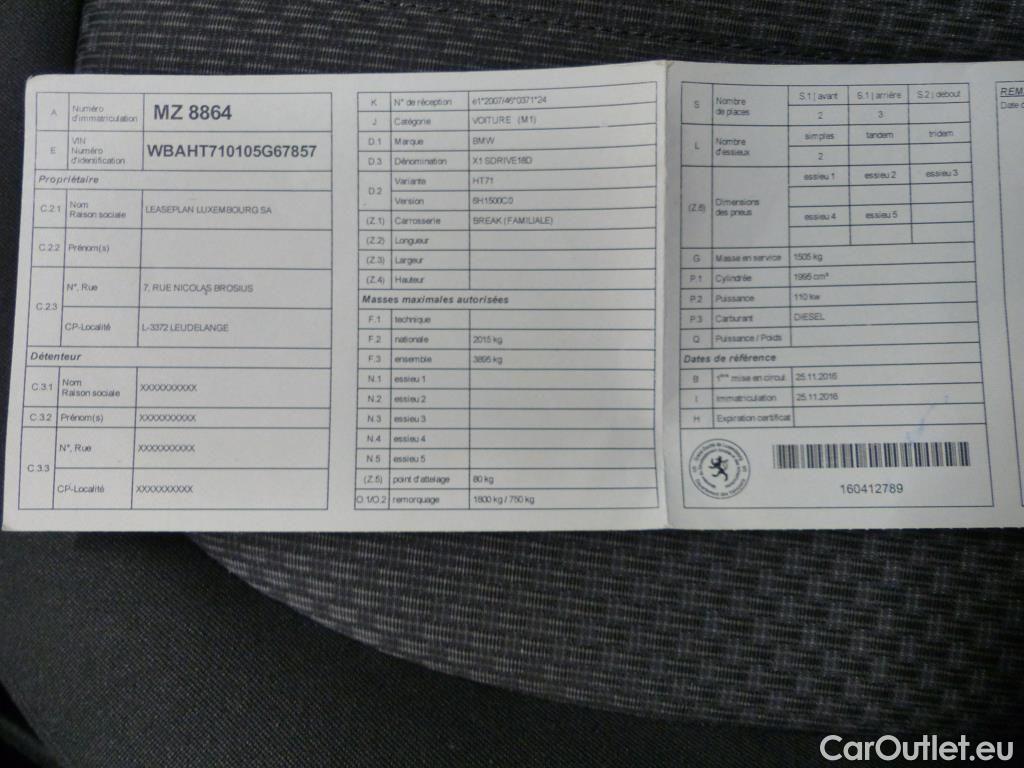 A Numéro d'immatriculation MZ 8864
E VIN Numéro d'identification WBAHT710105G67857
Propriétaire
C.2.1 Nom Raison sociale LEASEPLAN LUXEMBOURG SA
C.2.2 Prénom(s)
C.2.3 N°, Rue 7, RUE NICOLAS BROSIUS
CP-Localité L-3372 LEUDELANGE
Détenteur
C.3.1 Nom Raison sociale XXXXXXXXXX
C.3.2 Prénom(s) XXXXXXXXXX
C.3.3 N°, Rue XXXXXXXXXX
CP-Localité XXXXXXXXXX
K N° de réception e1*2007/46*0371*24
J Catégorie VOITURE (M1)
D.1 Marque BMW
D.3 Dénomination X1 SDRIVE18D
D.2 Variante HT71
Version 6H1500C0
(Z.1) Carrosserie BREAK (FAMILIALE)
(Z.2) Longueur
(Z.3) Largeur
(Z.4) Hauteur
Masses maximales autorisées
F.1 technique
F.2 nationale 2015 kg
F.3 ensemble 3895 kg
N.1 essieu 1
N.2 essieu 2
N.3 essieu 3
N.4 essieu 4
N.5 essieu 5
(Z.5) point d'attelage 80 kg
O.1/O.2 remorquage 1800 kg / 750 kg
S Nombre de places S.1 | avant S.1 | arrière S.2 | debout
2 3
L Nombre d'essieux simples tandem tridem
2
(Z.6) Dimensions des pneus essieu 1 essieu 2 essieu 3
essieu 4 essieu 5
G Masse en service 1505 kg
P.1 Cylindrée 1995 cm³
P.2 Puissance 110 kw
P.3 Carburant DIESEL
Q Puissance / Poids
Dates de référence
B 1ère mise en circul. 25.11.2016
I Immatriculation 25.11.2016
H Expiration certificat
160412789
REM
Date d
CarOutlet.eu